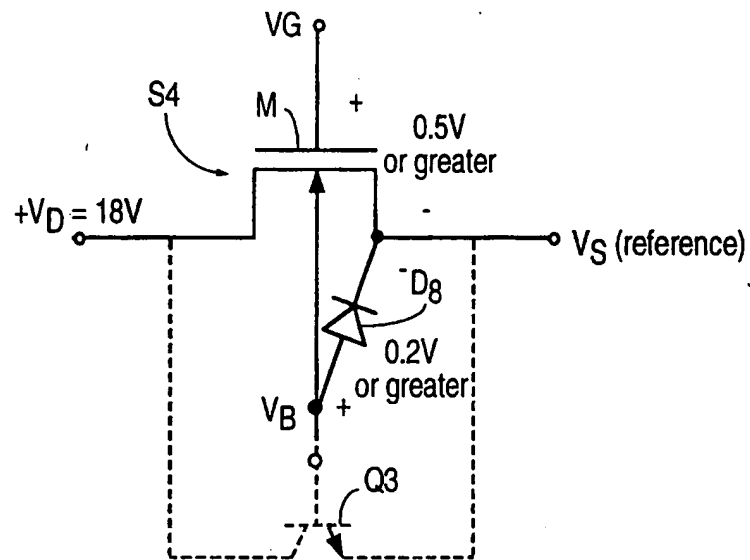 VG
S4
M
+
0.5V
or greater
+VD = 18V
-
VS (reference)
-D8
0.2V
or greater
VB
+
Q3